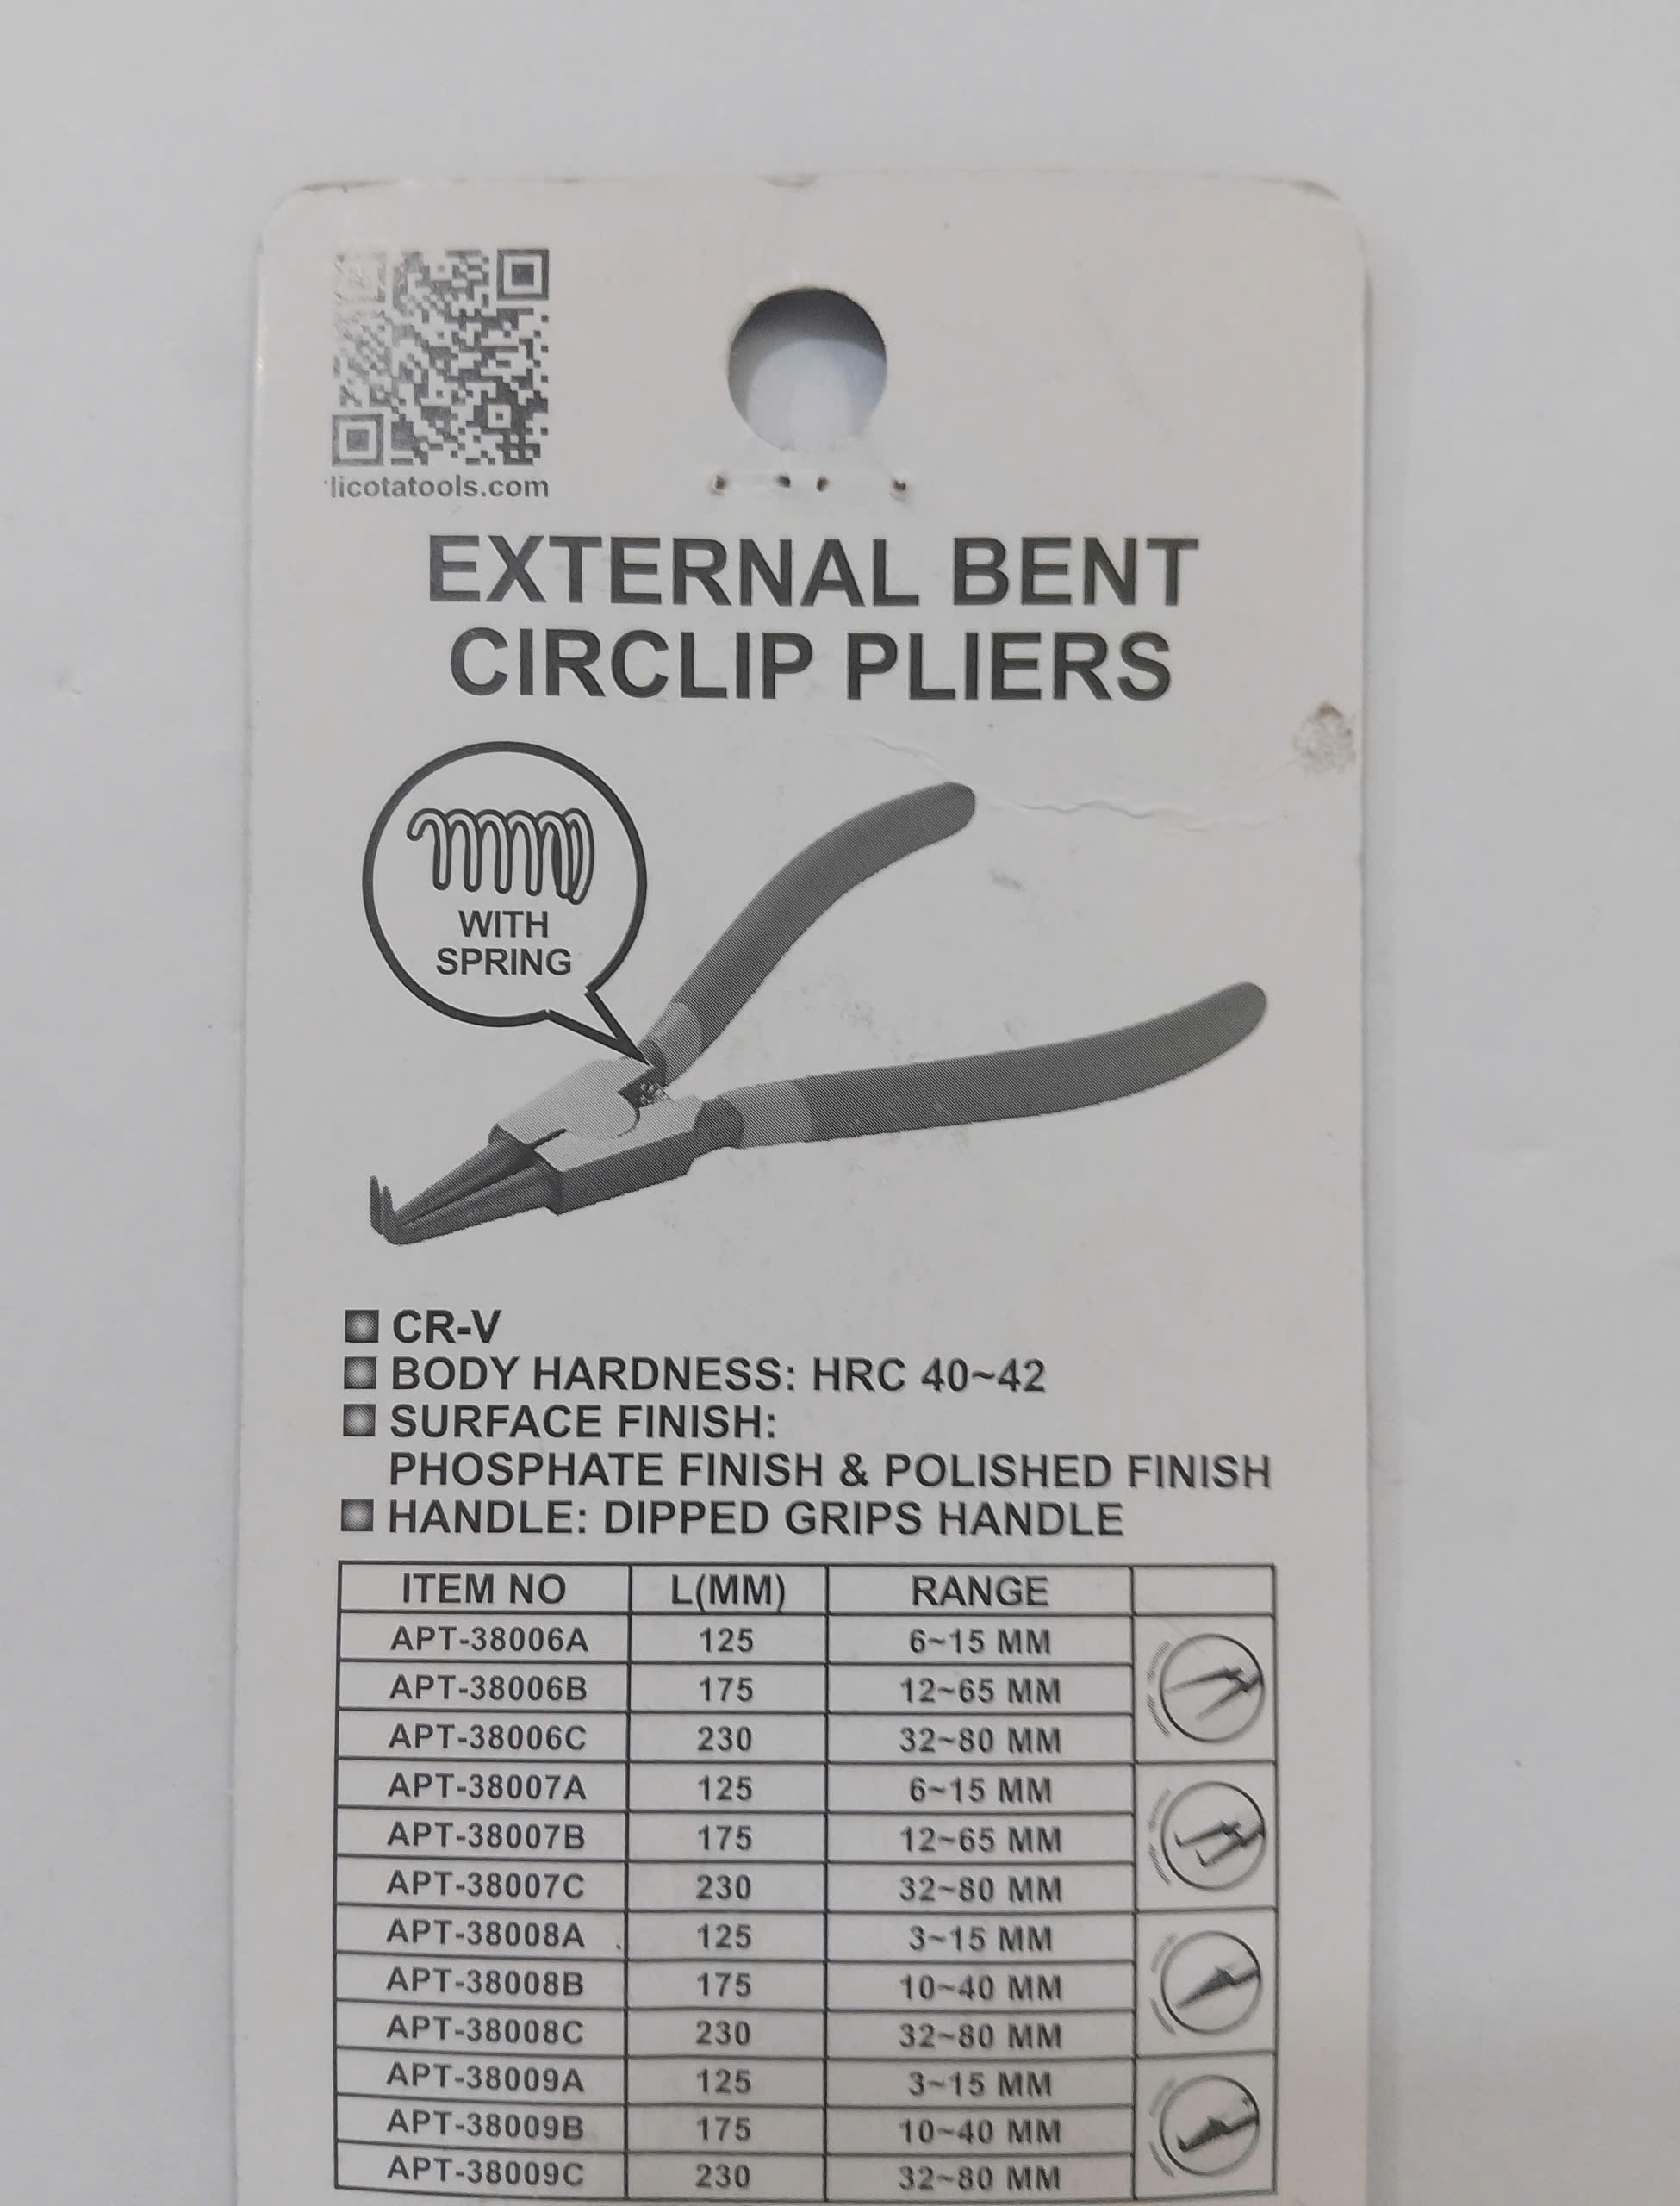 licotatools.com
EXTERNAL BENT
CIRCLIP PLIERS
WITH
SPRING
CR-V
BODY HARDNESS: HRC 40~42
SURFACE FINISH:
PHOSPHATE FINISH & POLISHED FINISH
HANDLE: DIPPED GRIPS HANDLE
ITEM NO L(MM) RANGE
APT-38006A 125 6~15 MM
APT-38006B 175 12~65 MM
APT-38006C 230 32~80 MM
APT-38007A 125 6~15 MM
APT-38007B 175 12~65 MM
APT-38007C 230 32~80 MM
APT-38008A 125 3~15 MM
APT-38008B 175 10~40 MM
APT-38008C 230 32~80 MM
APT-38009A 125 3~15 MM
APT-38009B 175 10~40 MM
APT-38009C 230 32~80 MM